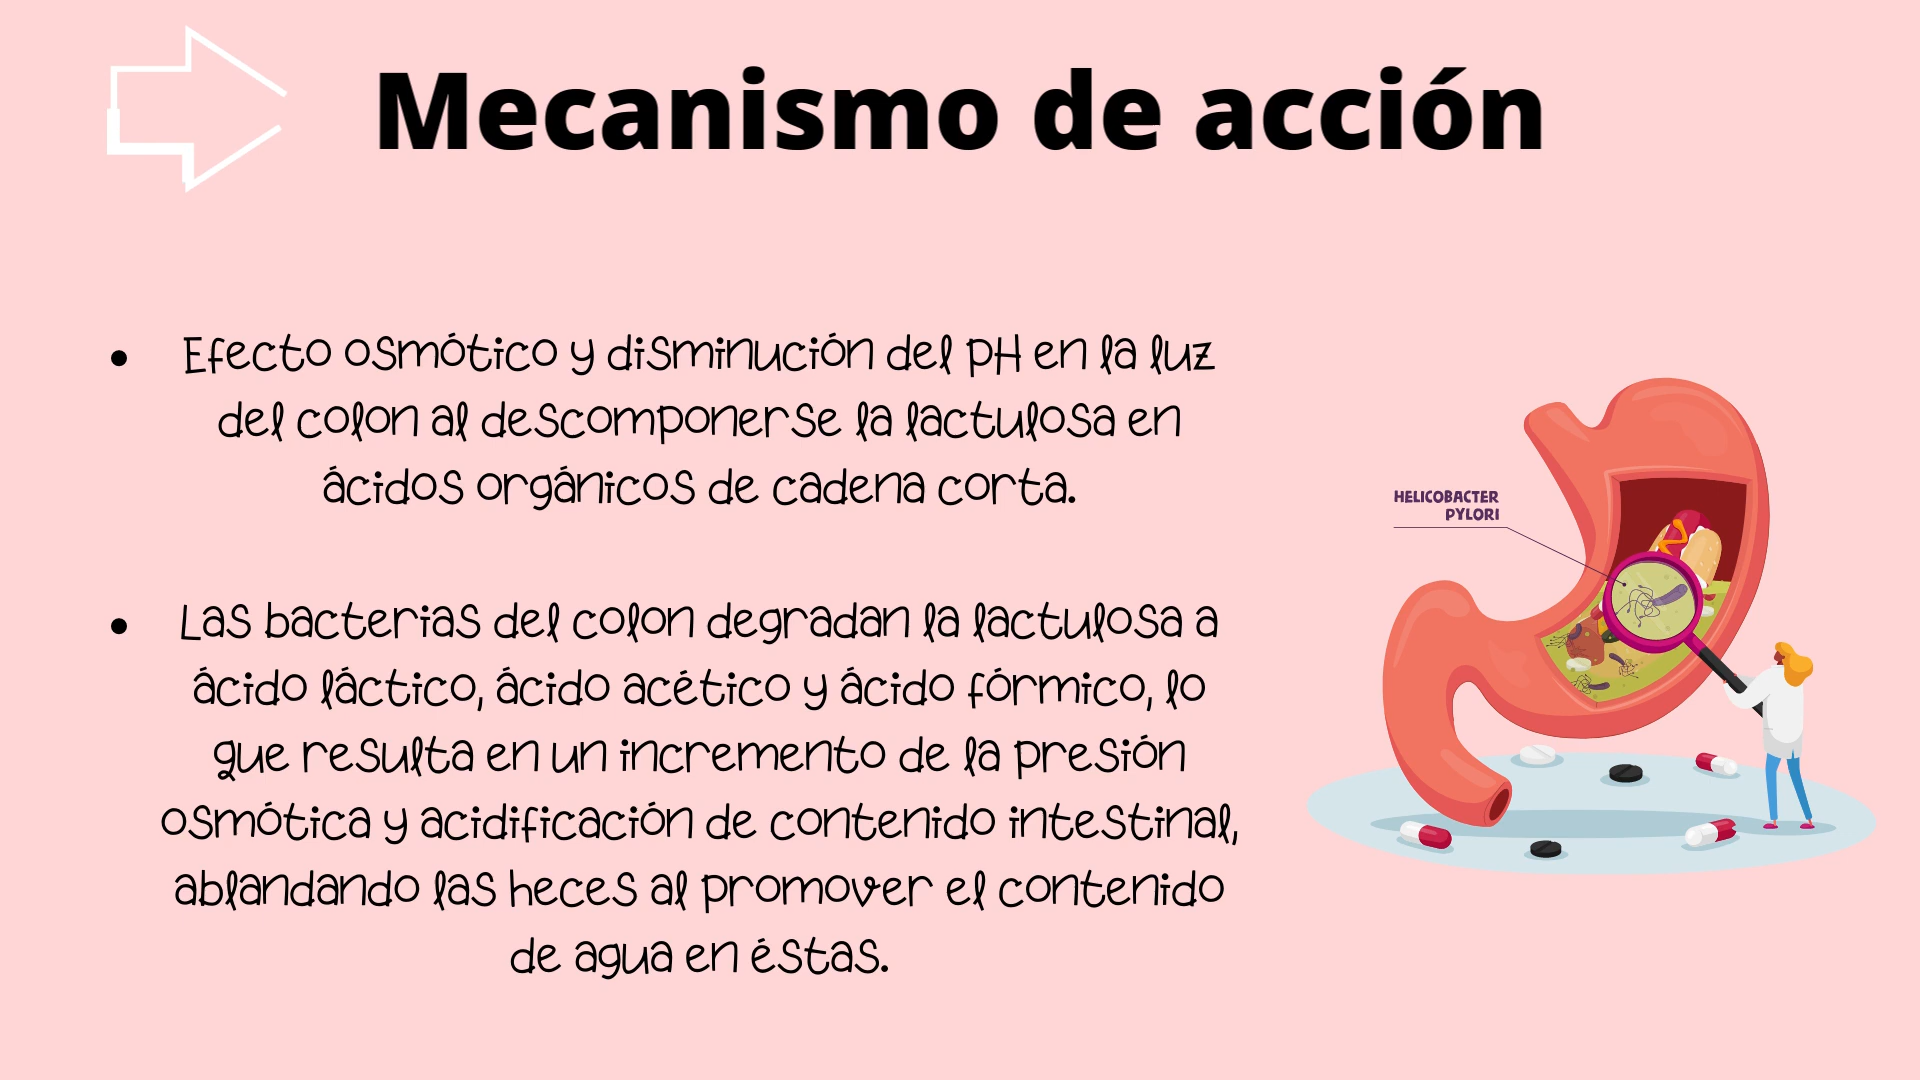 Mecanismo de acción
• Efecto osmótico y disminución del pH en la luz
del colon al descomponerse la lactulosa en
ácidos orgánicos de cadena corta.
• Las bacterias del colon degradan la lactulosa a
ácido láctico, ácido acético y ácido fórmico, lo
que resulta en un incremento de la presión
osmótica y acidificación de contenido intestinal,
ablandando las heces al promover el contenido
de agua en éstas.
HELICOBACTER
PYLORI